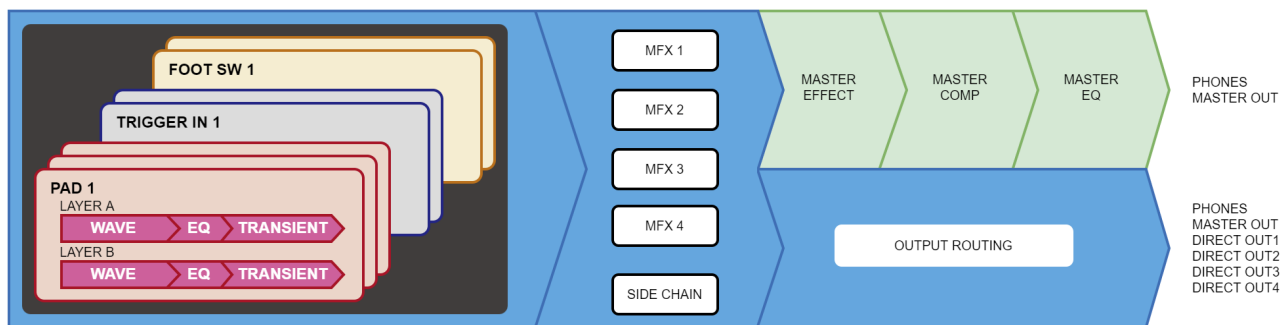 FOOT SW 1
TRIGGER IN 1
PAD 1
LAYER A
WAVE EQ TRANSIENT
LAYER B
WAVE EQ TRANSIENT
MFX 1
MFX 2
MFX 3
MFX 4
SIDE CHAIN
MASTER
EFFECT
MASTER
COMP
MASTER
EQ
PHONES
MASTER OUT
OUTPUT ROUTING
PHONES
MASTER OUT
DIRECT OUT1
DIRECT OUT2
DIRECT OUT3
DIRECT OUT4